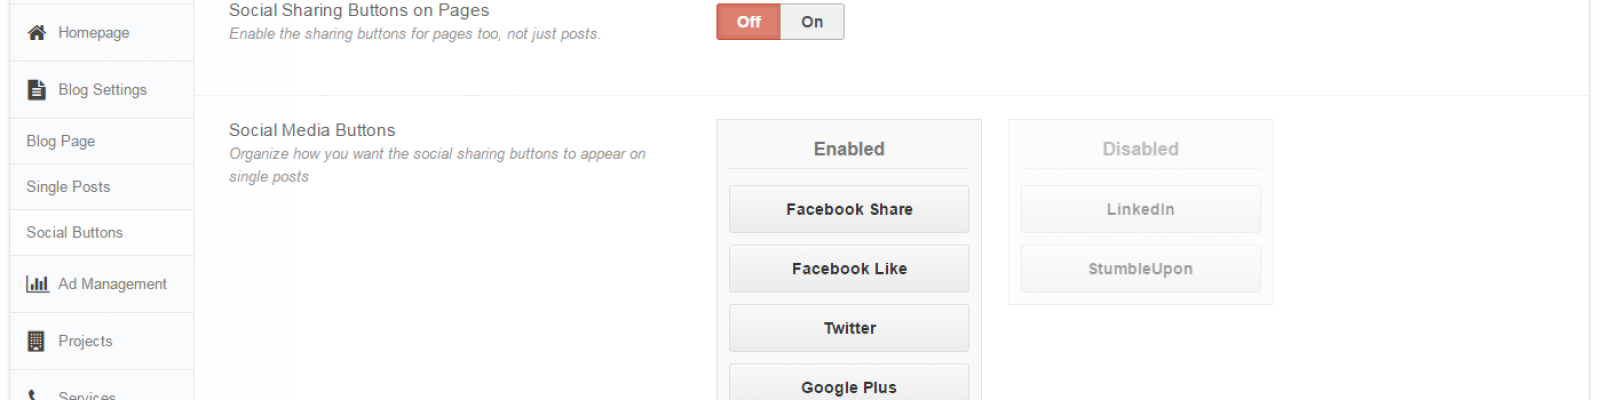 Homepage
Blog Settings
Blog Page
Single Posts
Social Buttons
Ad Management
Projects
Services
Social Sharing Buttons on Pages
Enable the sharing buttons for pages too, not just posts.
Off On
Social Media Buttons
Organize how you want the social sharing buttons to appear on
single posts
Enabled
Facebook Share
Facebook Like
Twitter
Google Plus
Disabled
LinkedIn
StumbleUpon